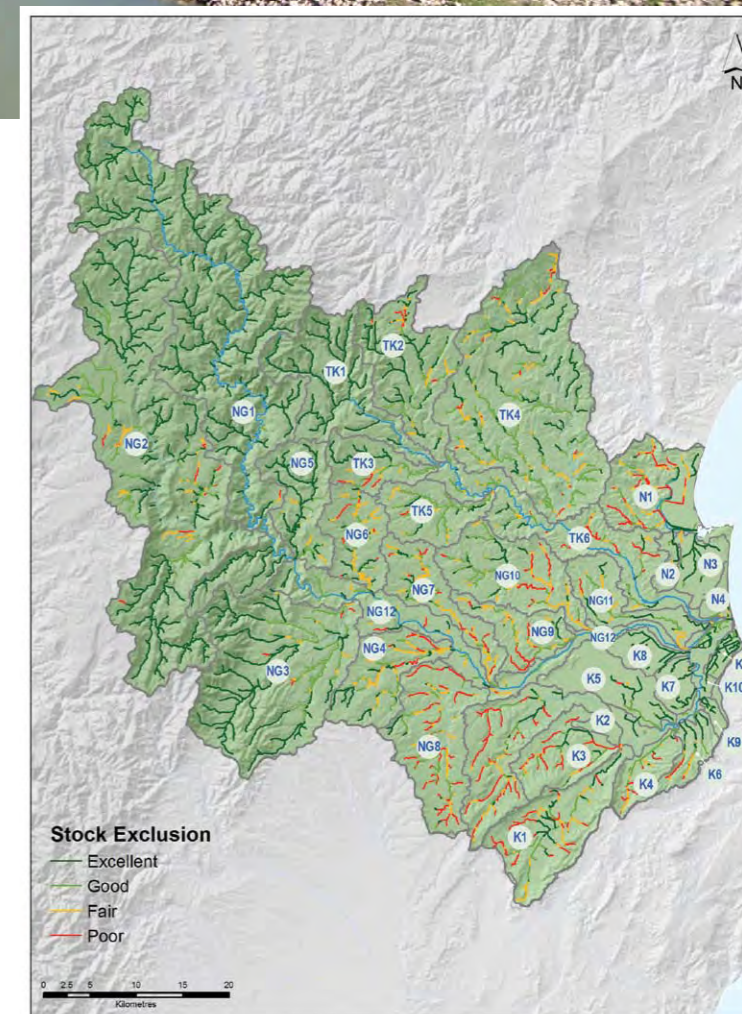 N
TK2
TK1
TK4
NG1
NG2
NG5
TK3
N1
TK5
NG6
TK6
NG10
N2
N3
NG7
NG11
N4
NG12
NG9
NG12
NG4
K8
NG3
K5
K7
K10
K2
NG8
K3
K9
K4
K6
K1
Stock Exclusion
Excellent
Good
Fair
Poor
0 2.5 5 10 15 20
Kilometres